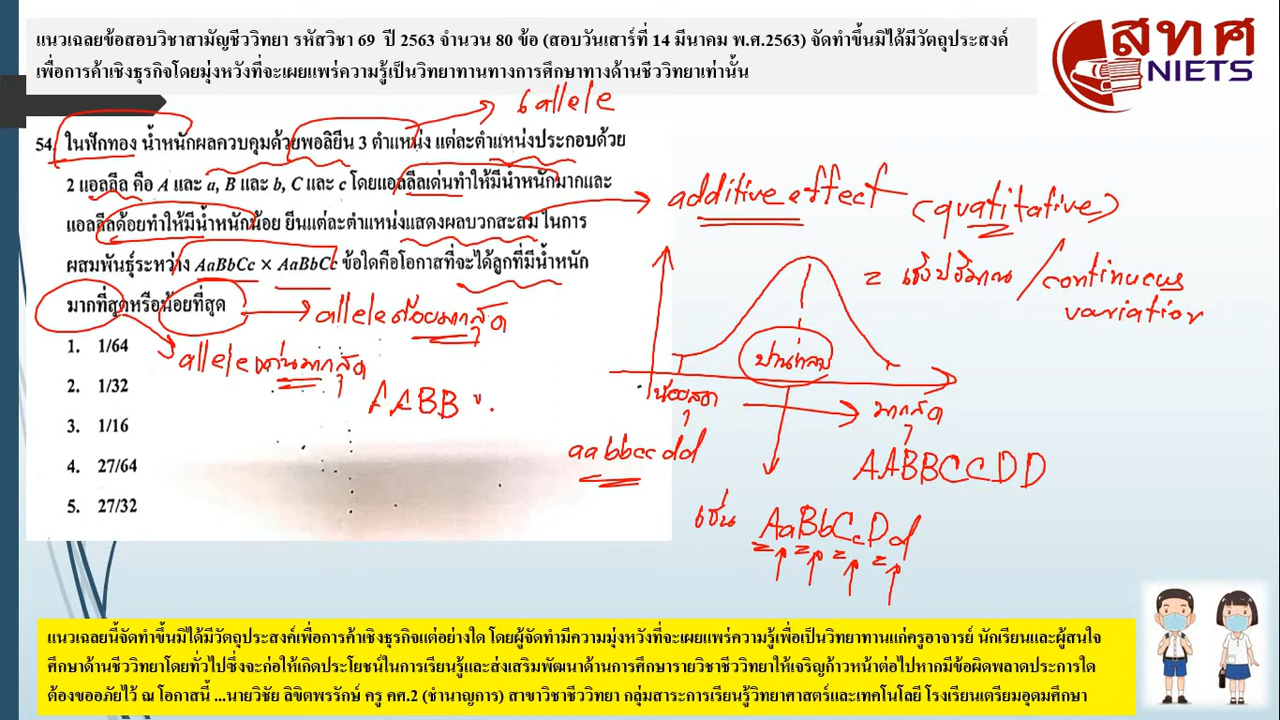 แนวเฉลยข้อสอบวิชาสามัญชีววิทยา รหัสวิชา 69 ปี 2563 จำนวน 80 ข้อ (สอบวันเสาร์ที่ 14 มีนาคม พ.ศ.2563) จัดทำขึ้นมิได้มีวัตถุประสงค์
เพื่อการค้าเชิงธุรกิจโดยมุ่งหวังที่จะเผยแพร่ความรู้เป็นวิทยาทานทางการศึกษาทางด้านชีววิทยาเท่านั้น
สทศ
NIETS
6 allele
54. ในฟักทอง น้ำหนักผลควบคุมด้วยพอลิยีน 3 ตำแหน่ง แต่ละตำแหน่งประกอบด้วย
2 แอลลีล คือ A และ a, B และ b, C และ c โดยแอลลีลเด่นทำให้มีน้ำหนักมากและ
แอลลีลด้อยทำให้มีน้ำหนักน้อย ยีนแต่ละตำแหน่งแสดงผลบวกสะสม ในการ
ผสมพันธุ์ระหว่าง AaBbCc × AaBbCc ข้อใดคือโอกาสที่จะได้ลูกที่มีน้ำหนัก
มากที่สุดหรือน้อยที่สุด
1. 1/64
2. 1/32
3. 1/16
4. 27/64
5. 27/32
allele ด้อยมากสุด
allele เด่นมากสุด
AABB
additive effect (quatitative)
= เชิงปริมาณ / continueus
variation
ปานกลาง
น้อยสุด
มากสุด
aabbccdd
AABBCCDD
เช่น AaBbCcDd
แนวเฉลยนี้จัดทำขึ้นมิได้มีวัตถุประสงค์เพื่อการค้าเชิงธุรกิจแต่อย่างใด โดยผู้จัดทำมีความมุ่งหวังที่จะเผยแพร่ความรู้เพื่อเป็นวิทยาทานแก่ครูอาจารย์ นักเรียนและผู้สนใจ
ศึกษาด้านชีววิทยาโดยทั่วไปซึ่งจะก่อให้เกิดประโยชน์ในการเรียนรู้และส่งเสริมพัฒนาด้านการศึกษารายวิชาชีววิทยาให้เจริญก้าวหน้าต่อไปหากมีข้อผิดพลาดประการใด
ต้องขออภัยไว้ ณ โอกาสนี้ ...นายวิชัย ลิขิตพรรักษ์ ครู คศ.2 (ชำนาญการ) สาขาวิชาชีววิทยา กลุ่มสาระการเรียนรู้วิทยาศาสตร์และเทคโนโลยี โรงเรียนเตรียมอุดมศึกษา